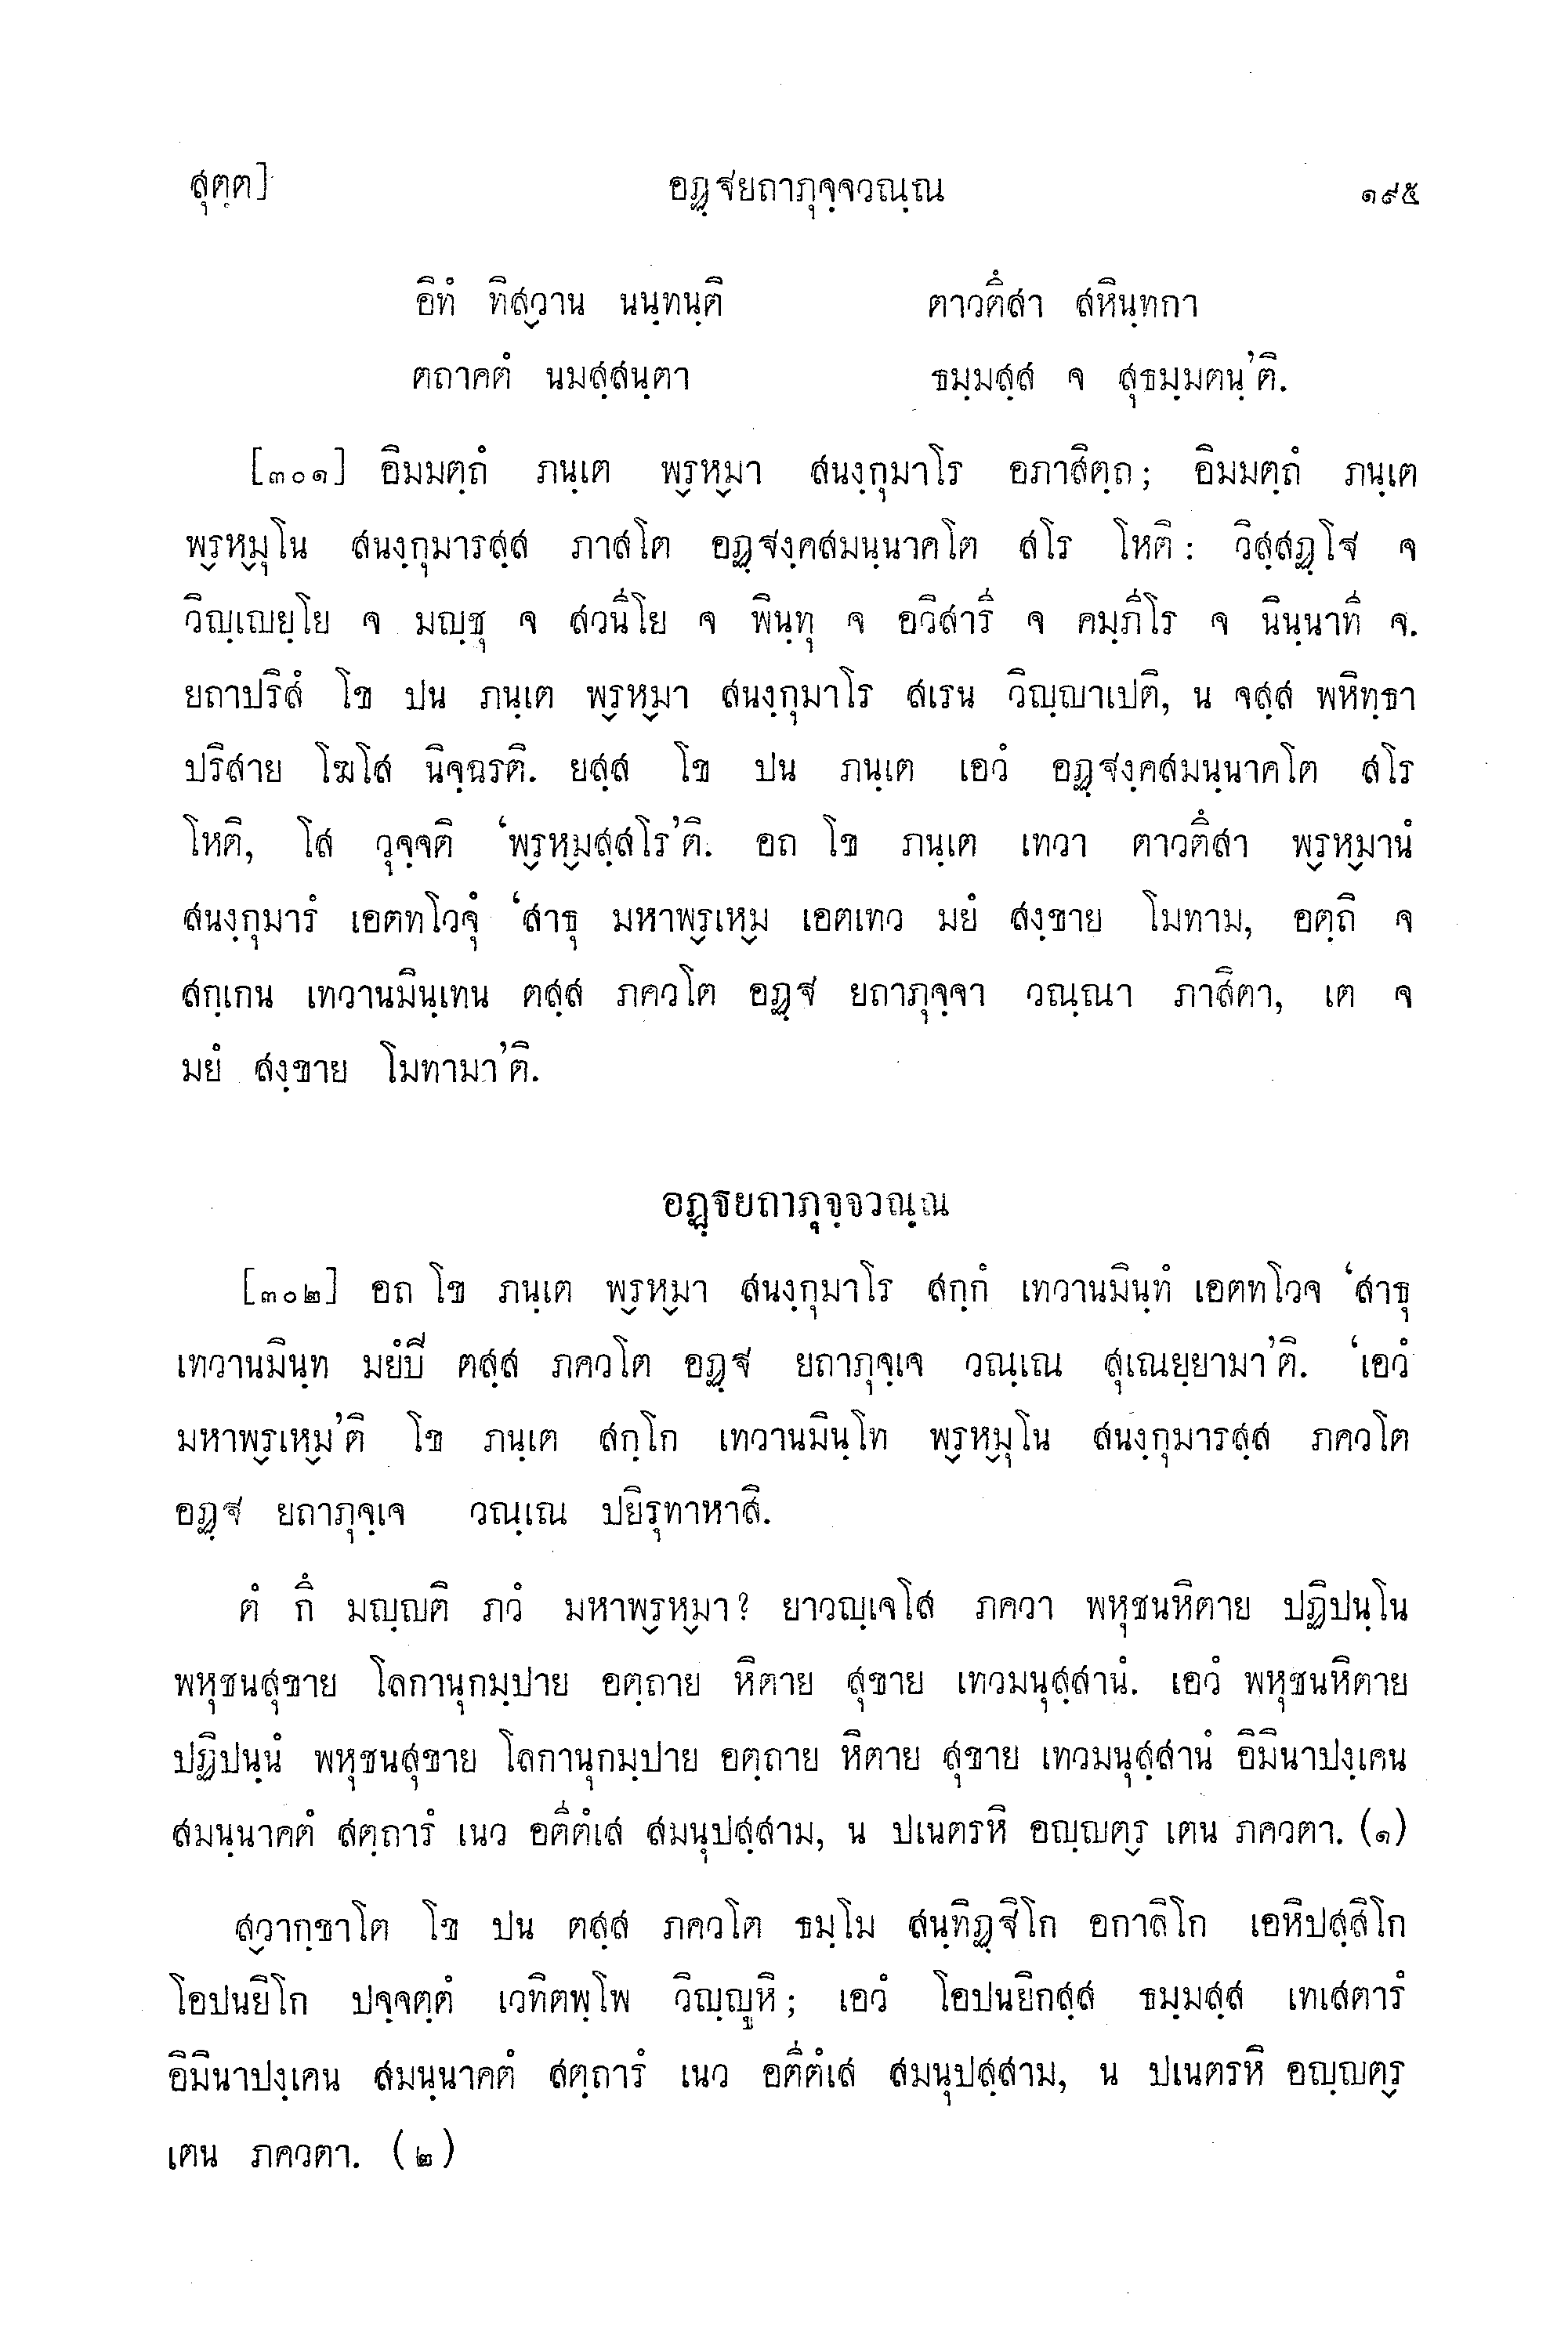 สุตฺต] อฏฺฐยถาภุจฺจวณฺณ ๑๙๕
อิทํ ทิส๎วาน นนฺทนฺติ ตาวตึสา สหินฺทกา
ตถาคตํ นมสฺสนฺตา ธมฺมสฺส จ สุธมฺมตนฺ’ติ.
[๓๐๑] อิมมตฺถํ ภนฺเต พ๎รห๎มา สนงฺกุมาโร อภาสิตฺถ; อิมมตฺถํ ภนฺเต
พ๎รห๎มุโน สนงฺกุมารสฺส ภาสโต อฏฺฐงฺคสมนฺนาคโต สโร โหติ: วิสฺสฏฺโฐ จ
วิญฺเญยฺโย จ มญฺชุ จ สวนีโย จ พินฺทุ จ อวิสารี จ คมฺภีโร จ นินฺนาที จ.
ยถาปริสํ โข ปน ภนฺเต พ๎รห๎มา สนงฺกุมาโร สเรน วิญฺญาเปติ, น จสฺส พหิทฺธา
ปริสาย โฆโส นิจฺฉรติ. ยสฺส โข ปน ภนฺเต เอวํ อฏฺฐงฺคสมนฺนาคโต สโร
โหติ, โส วุจฺจติ ‘พ๎รห๎มสฺสโร’ติ. อถ โข ภนฺเต เทวา ตาวตึสา พ๎รห๎มานํ
สนงฺกุมารํ เอตทโวจุํ ‘สาธุ มหาพ๎รเห๎ม เอตเทว มยํ สงฺขาย โมทาม, อตฺถิ จ
สกฺเกน เทวานมินฺเทน ตสฺส ภควโต อฏฺฐ ยถาภุจฺจา วณฺณา ภาสิตา, เต จ
มยํ สงฺขาย โมทามา’ติ.
อฏฺฐยถาภุจฺจวณฺณ
[๓๐๒] อถ โข ภนฺเต พ๎รห๎มา สนงฺกุมาโร สกฺกํ เทวานมินฺทํ เอตทโวจ ‘สาธุ
เทวานมินฺท มยํปี ตสฺส ภควโต อฏฺฐ ยถาภุจฺเจ วณฺเณ สุเณยฺยามา’ติ. ‘เอวํ
มหาพ๎รเห๎ม’ติ โข ภนฺเต สกฺโก เทวานมินฺโท พ๎รห๎มุโน สนงฺกุมารสฺส ภควโต
อฏฺฐ ยถาภุจฺเจ วณฺเณ ปยิรุทาหาสิ.
ตํ กึ มญฺญติ ภวํ มหาพ๎รห๎มา? ยาวญฺเจโส ภควา พหุชนหิตาย ปฏิปนฺโน
พหุชนสุขาย โลกานุกมฺปาย อตฺถาย หิตาย สุขาย เทวมนุสฺสานํ. เอวํ พหุชนหิตาย
ปฏิปนฺนํ พหุชนสุขาย โลกานุกมฺปาย อตฺถาย หิตาย สุขาย เทวมนุสฺสานํ อิมินาปงฺเคน
สมนฺนาคตํ สตฺถารํ เนว อตีตํเส สมนุปสฺสาม, น ปเนตรหิ อญฺญตฺร เตน ภควตา. (๑)
ส๎วากฺขาโต โข ปน ตสฺส ภควโต ธมฺโม สนฺทิฏฺฐิโก อกาลิโก เอหิปสฺสิโก
โอปนยิโก ปจฺจตฺตํ เวทิตพฺโพ วิญฺญูหิ; เอวํ โอปนยิกสฺส ธมฺมสฺส เทเสตารํ
อิมินาปงฺเคน สมนฺนาคตํ สตฺถารํ เนว อตีตํเส สมนุปสฺสาม, น ปเนตรหิ อญฺญตฺร
เตน ภควตา. (๒)